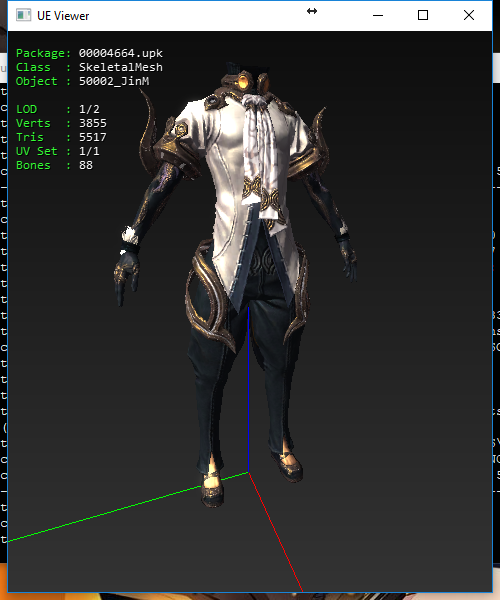 UE Viewer
Package: 00004664.upk
Class : SkeletalMesh
Object : 50002_JinM
LOD : 1/2
Verts : 3855
Tris : 5517
UV Set : 1/1
Bones : 88